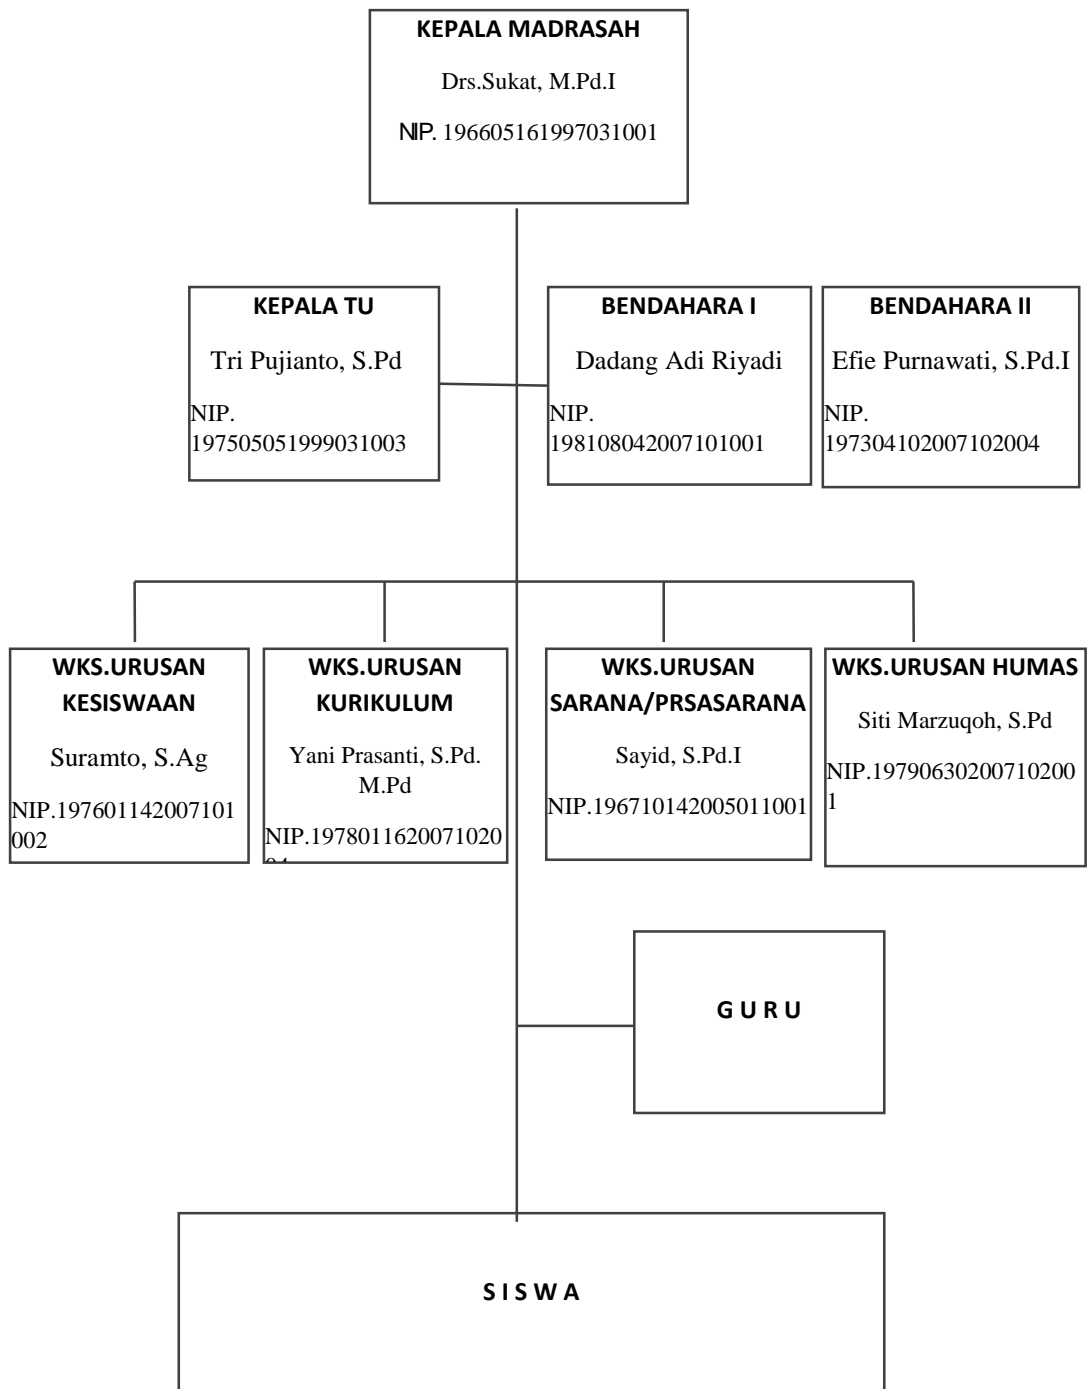 KEPALA MADRASAH
Drs.Sukat, M.Pd.I
NIP. 196605161997031001
KEPALA TU
Tri Pujianto, S.Pd
NIP.
197505051999031003
BENDAHARA I
Dadang Adi Riyadi
NIP.
198108042007101001
BENDAHARA II
Efie Purnawati, S.Pd.I
NIP.
197304102007102004
WKS.URUSAN
KESISWAAN
Suramto, S.Ag
NIP.197601142007101
002
WKS.URUSAN
KURIKULUM
Yani Prasanti, S.Pd.
M.Pd
NIP.1978011620071020
WKS.URUSAN
SARANA/PRSASARANA
Sayid, S.Pd.I
NIP.196710142005011001
WKS.URUSAN HUMAS
Siti Marzuqoh, S.Pd
NIP.19790630200710200
1
G U R U
S I S W A